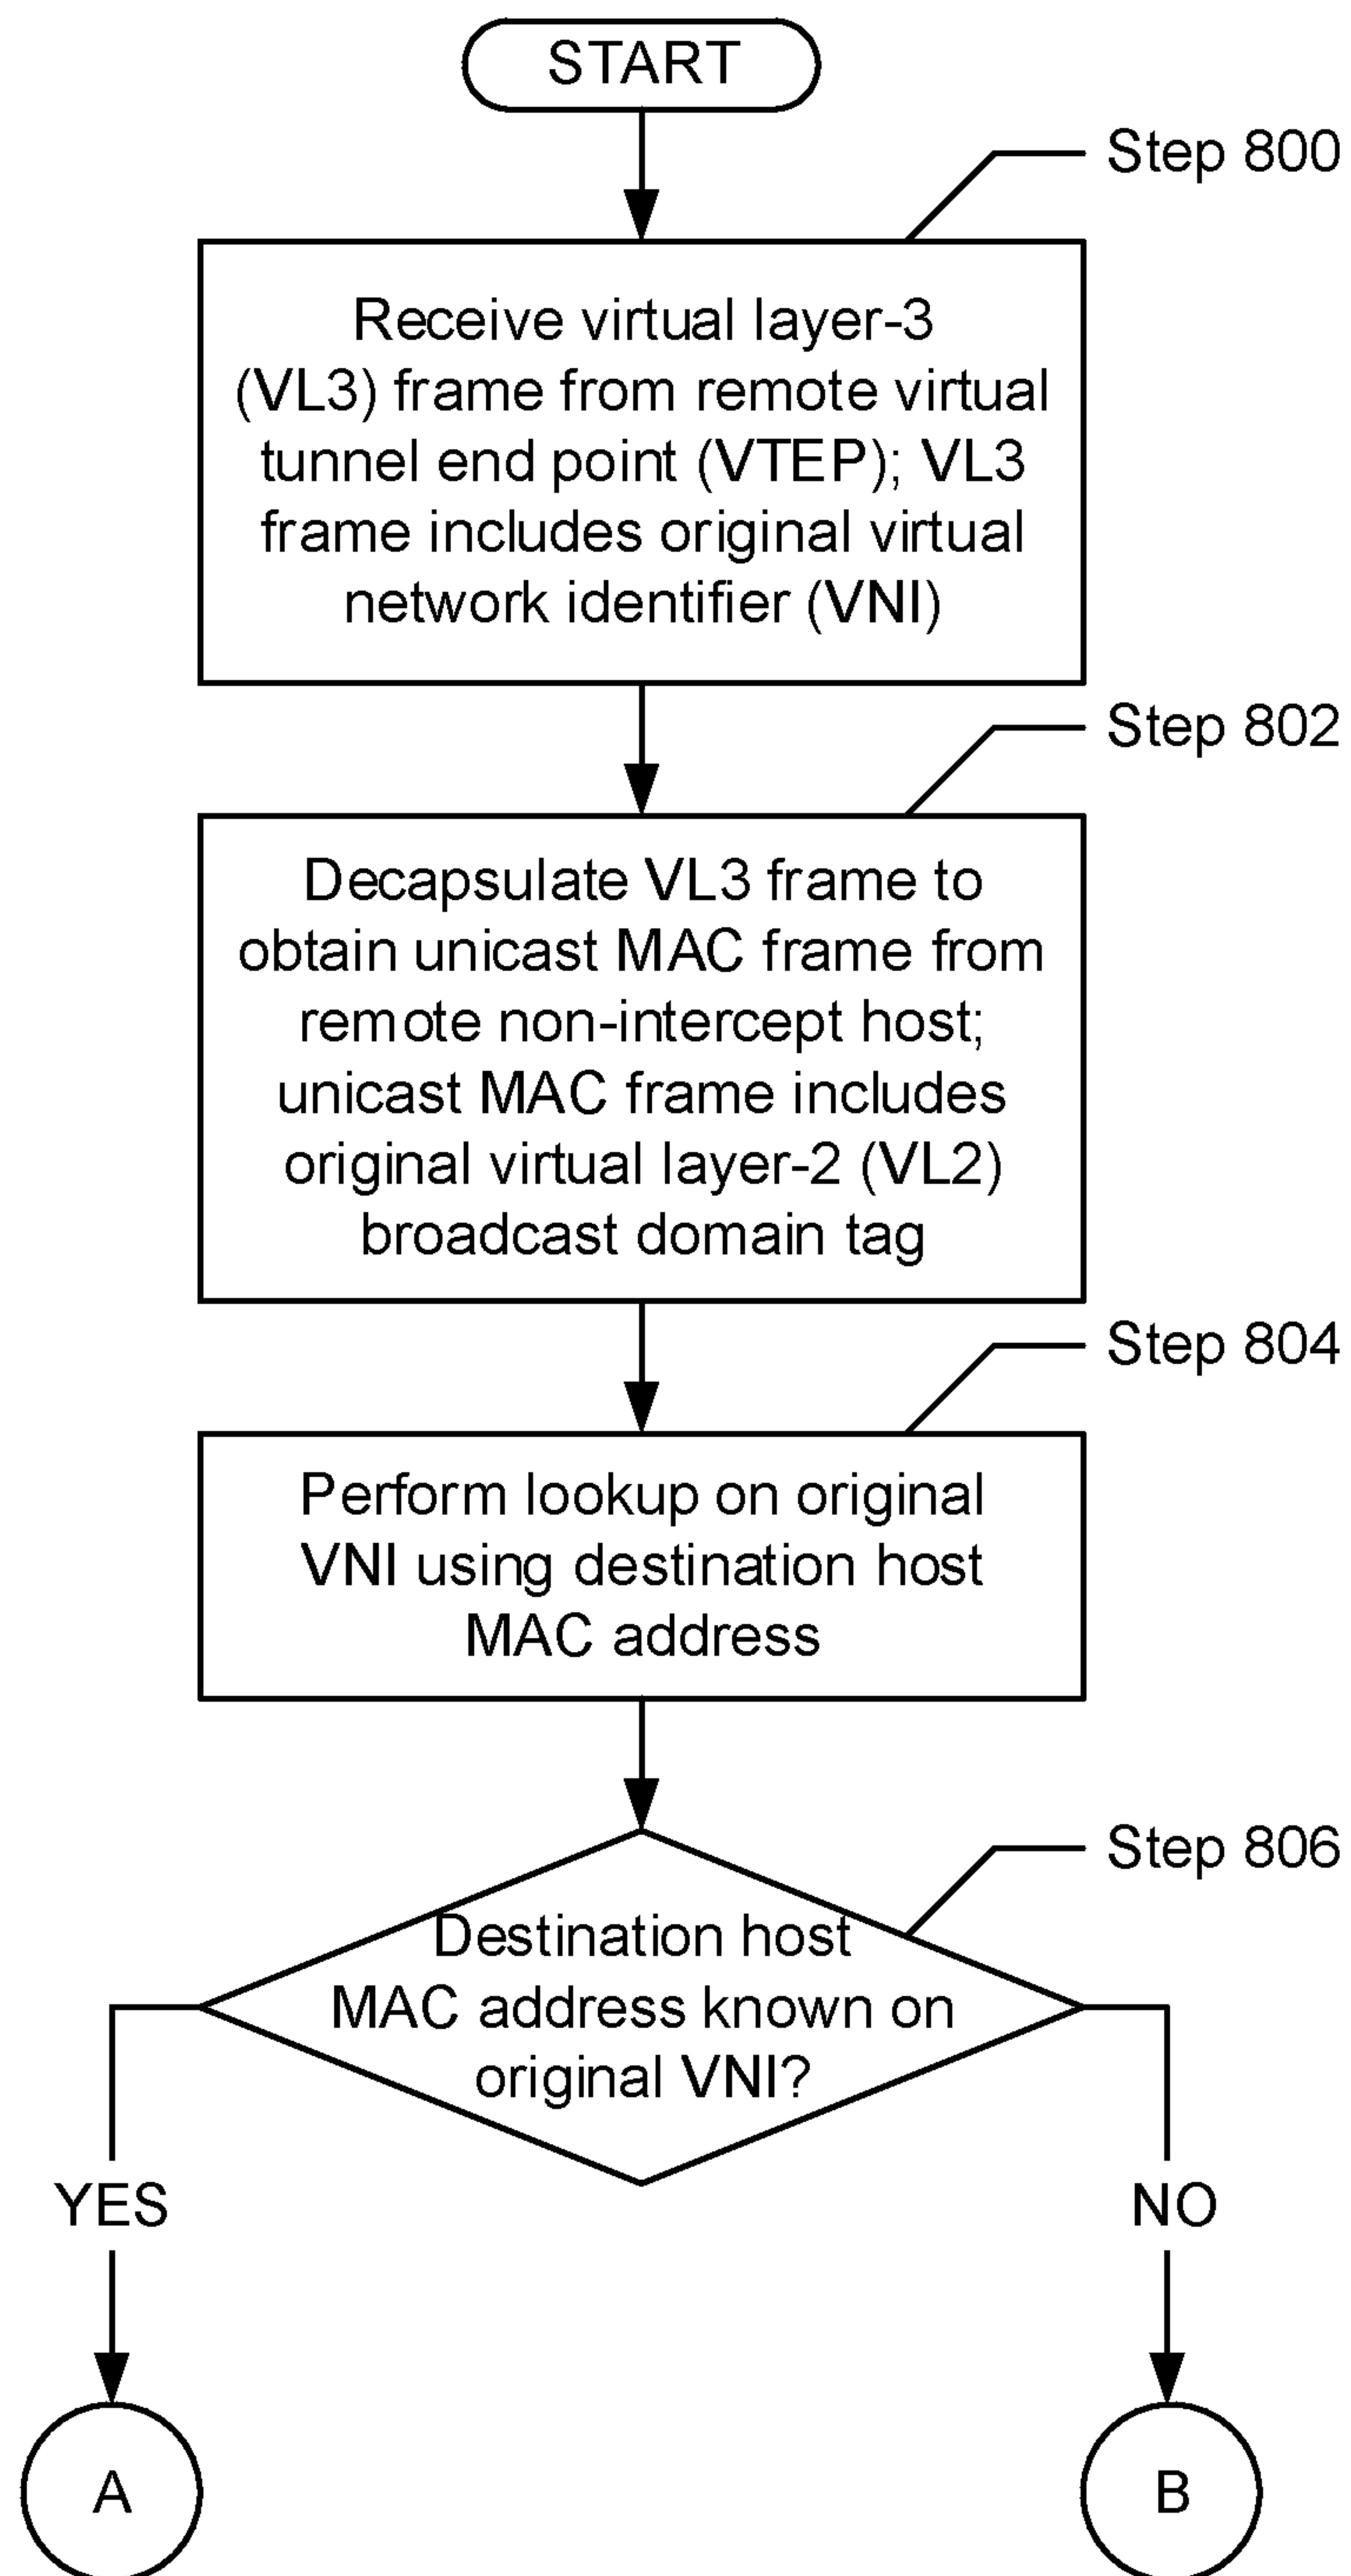 START
Step 800
Receive virtual layer-3
(VL3) frame from remote virtual
tunnel end point (VTEP); VL3
frame includes original virtual
network identifier (VNI)
Step 802
Decapsulate VL3 frame to
obtain unicast MAC frame from
remote non-intercept host;
unicast MAC frame includes
original virtual layer-2 (VL2)
broadcast domain tag
Step 804
Perform lookup on original
VNI using destination host
MAC address
Step 806
Destination host
MAC address known on
original VNI?
YES
NO
A
B